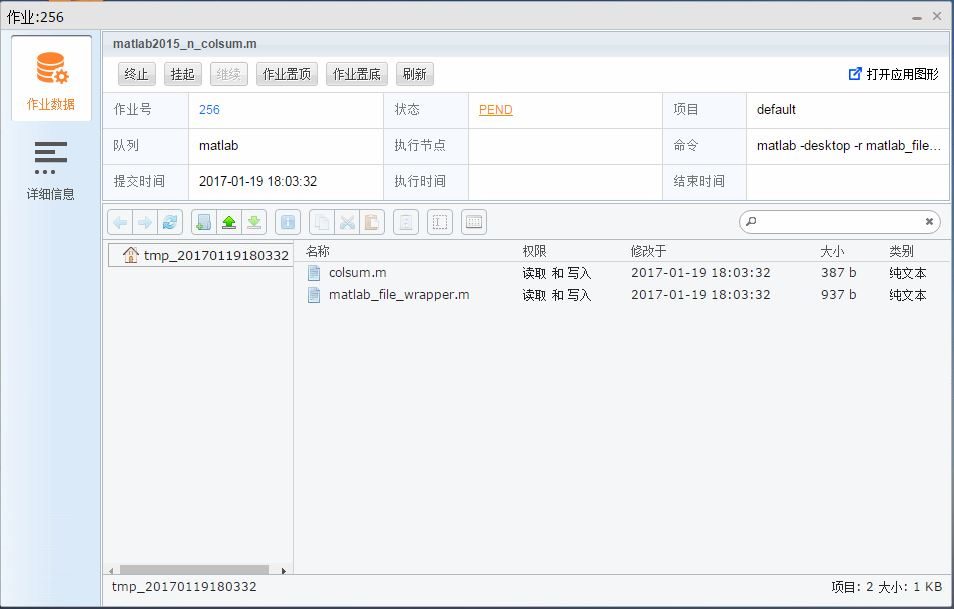 作业:256
作业数据
详细信息
matlab2015_n_colsum.m
终止 挂起 继续 作业置顶 作业置底 刷新 打开应用图形
作业号 256 状态 PEND 项目 default
队列 matlab 执行节点 命令 matlab -desktop -r matlab_file...
提交时间 2017-01-19 18:03:32 执行时间 结束时间
tmp_20170119180332 名称 权限 修改于 大小 类别
colsum.m 读取 和 写入 2017-01-19 18:03:32 387 b 纯文本
matlab_file_wrapper.m 读取 和 写入 2017-01-19 18:03:32 937 b 纯文本
tmp_20170119180332 项目: 2 大小: 1 KB